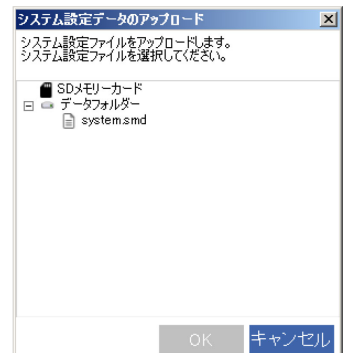 システム設定データのアップロード
システム設定ファイルをアップロードします。
システム設定ファイルを選択してください。
SDメモリーカード
データフォルダー
system.smd
OK
キャンセル